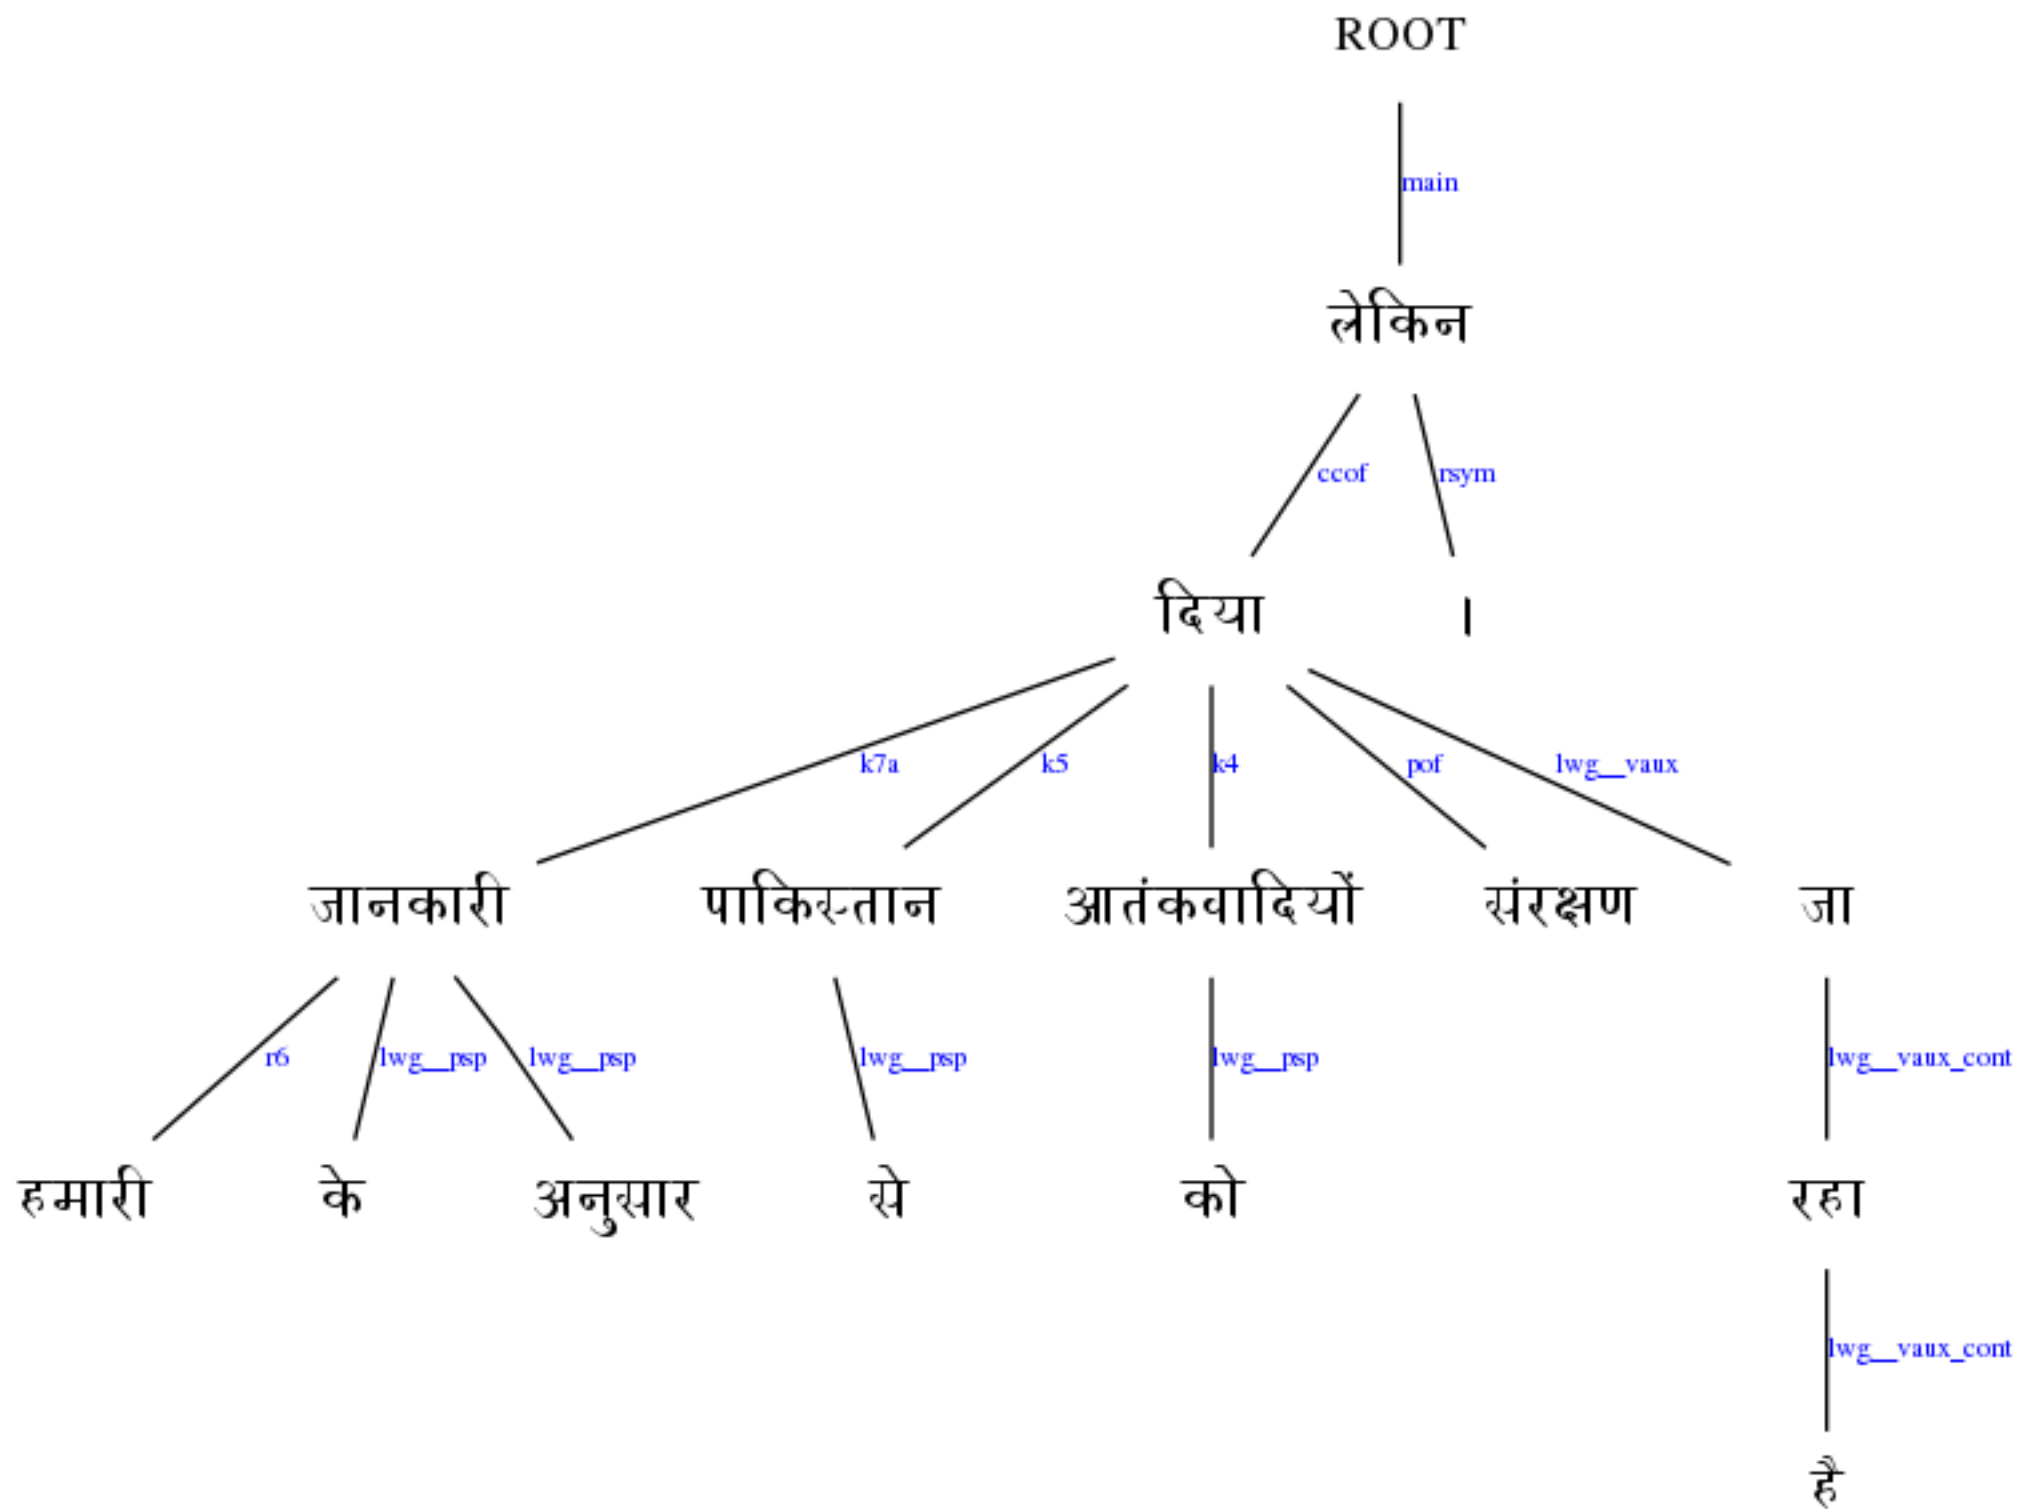 ROOT
main
लेकिन
ccof rsym
दिया ।
k7a k5 k4 pof lwg__vaux
जानकारी पाकिस्तान आतंकवादियों संरक्षण जा
r6 lwg__psp lwg__psp lwg__psp lwg__psp lwg__vaux_cont
हमारी के अनुसार से को रहा
lwg__vaux_cont
है